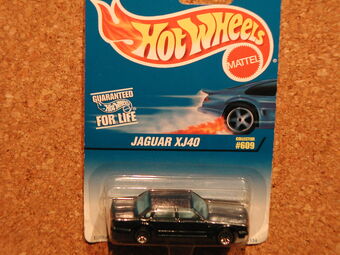 HOT WHEELS
MATTEL
GUARANTEED
FOR LIFE
JAGUAR XJ40
COLLECTOR
#609